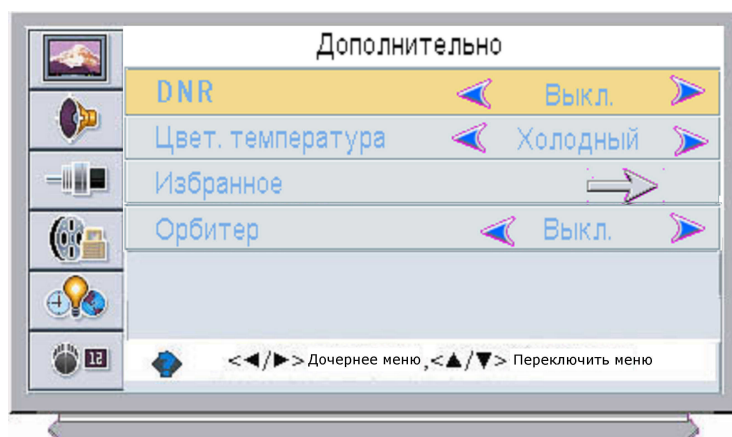 Дополнительно
DNR Выкл.
Цвет. температура Холодный
Избранное
Орбитер Выкл.
12
<◄/►> Дочернее меню ,<▲/▼> Переключить меню